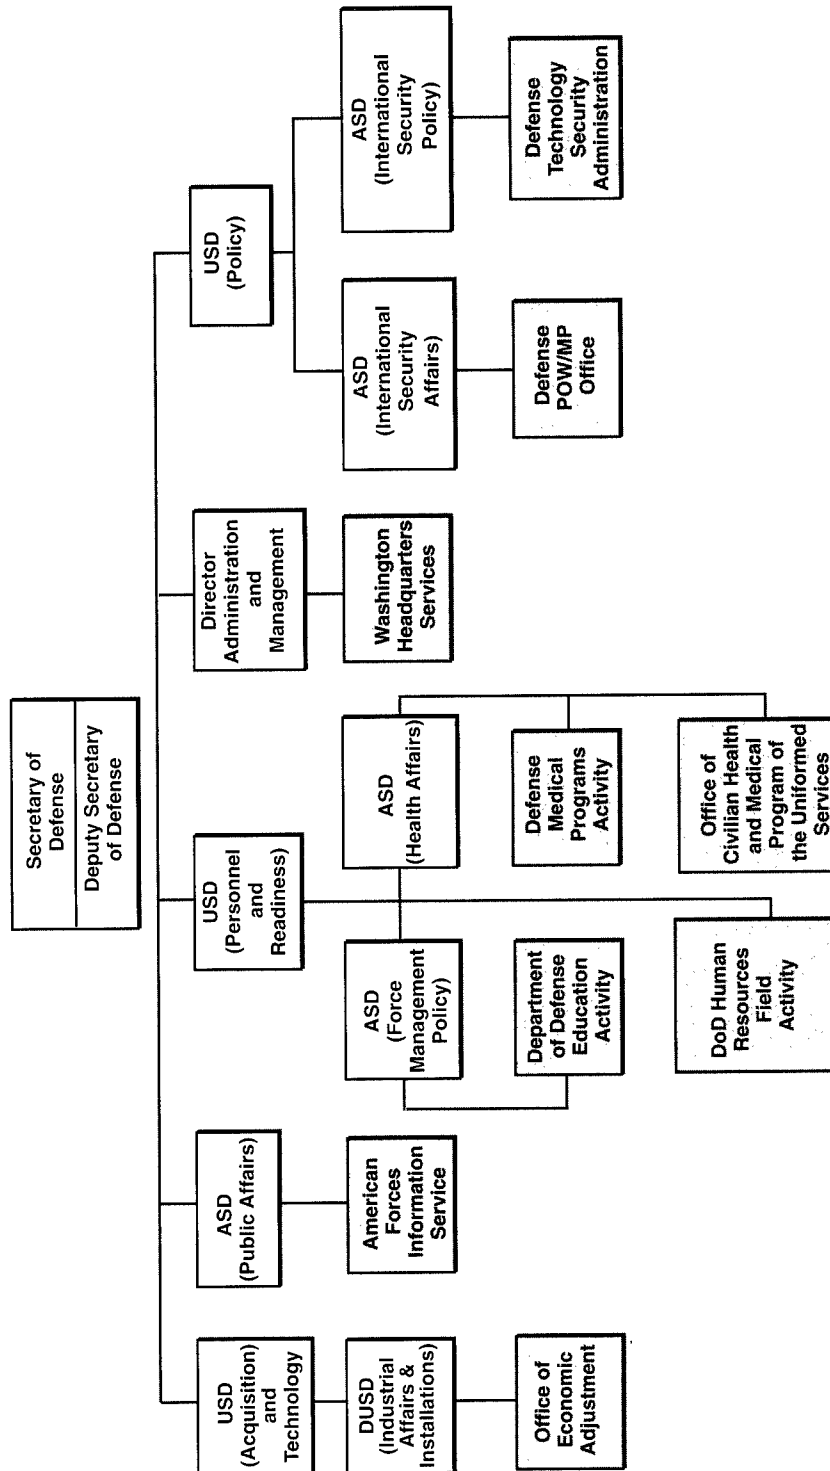 Secretary of
Defense
Deputy Secretary
of Defense
USD
(Acquisition)
and
Technology
ASD
(Public Affairs)
USD
(Personnel
and
Readiness)
Director
Administration
and
Management
USD
(Policy)
DUSD
(Industrial
Affairs &
Installations)
American
Forces
Information
Service
ASD
(Force
Management
Policy)
ASD
(Health Affairs)
Washington
Headquarters
Services
ASD
(International
Security
Affairs)
ASD
(International
Security
Policy)
Office of
Economic
Adjustment
Department
of Defense
Education
Activity
Defense
Medical
Programs
Activity
Defense
POW/MP
Office
Defense
Technology
Security
Administration
DoD Human
Resources
Field
Activity
Office of
Civilian Health
and Medical
Program of
the Uniformed
Services